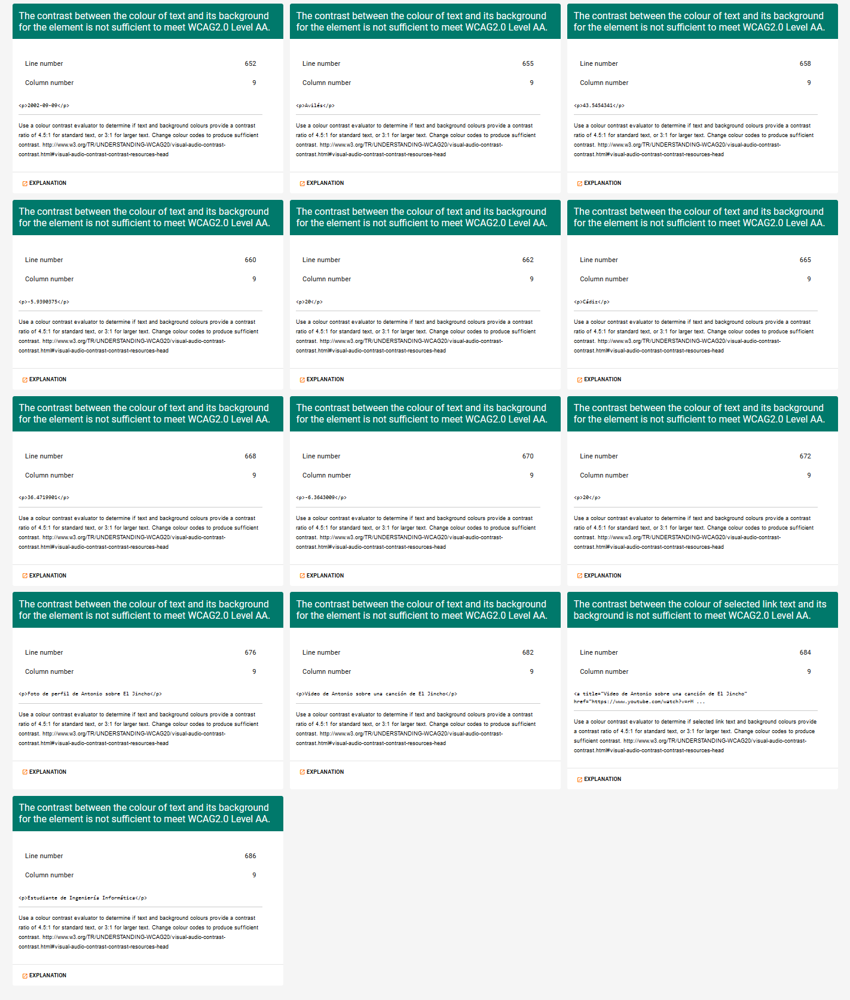 The contrast between the colour of text and its background
for the element is not sufficient to meet WCAG2.0 Level AA.
Line number 652
Column number 9
<p>2002-09-09</p>
Use a colour contrast evaluator to determine if text and background colours provide a contrast
ratio of 4.5:1 for standard text, or 3:1 for larger text. Change colour codes to produce sufficient
contrast. http://www.w3.org/TR/UNDERSTANDING-WCAG20/visual-audio-contrast-
contrast.html#visual-audio-contrast-contrast-resources-head
EXPLANATION
The contrast between the colour of text and its background
for the element is not sufficient to meet WCAG2.0 Level AA.
Line number 655
Column number 9
<p>Avilés</p>
Use a colour contrast evaluator to determine if text and background colours provide a contrast
ratio of 4.5:1 for standard text, or 3:1 for larger text. Change colour codes to produce sufficient
contrast. http://www.w3.org/TR/UNDERSTANDING-WCAG20/visual-audio-contrast-
contrast.html#visual-audio-contrast-contrast-resources-head
EXPLANATION
The contrast between the colour of text and its background
for the element is not sufficient to meet WCAG2.0 Level AA.
Line number 658
Column number 9
<p>43.5454341</p>
Use a colour contrast evaluator to determine if text and background colours provide a contrast
ratio of 4.5:1 for standard text, or 3:1 for larger text. Change colour codes to produce sufficient
contrast. http://www.w3.org/TR/UNDERSTANDING-WCAG20/visual-audio-contrast-
contrast.html#visual-audio-contrast-contrast-resources-head
EXPLANATION
The contrast between the colour of text and its background
for the element is not sufficient to meet WCAG2.0 Level AA.
Line number 660
Column number 9
<p>-5.9390375</p>
Use a colour contrast evaluator to determine if text and background colours provide a contrast
ratio of 4.5:1 for standard text, or 3:1 for larger text. Change colour codes to produce sufficient
contrast. http://www.w3.org/TR/UNDERSTANDING-WCAG20/visual-audio-contrast-
contrast.html#visual-audio-contrast-contrast-resources-head
EXPLANATION
The contrast between the colour of text and its background
for the element is not sufficient to meet WCAG2.0 Level AA.
Line number 662
Column number 9
<p>20</p>
Use a colour contrast evaluator to determine if text and background colours provide a contrast
ratio of 4.5:1 for standard text, or 3:1 for larger text. Change colour codes to produce sufficient
contrast. http://www.w3.org/TR/UNDERSTANDING-WCAG20/visual-audio-contrast-
contrast.html#visual-audio-contrast-contrast-resources-head
EXPLANATION
The contrast between the colour of text and its background
for the element is not sufficient to meet WCAG2.0 Level AA.
Line number 665
Column number 9
<p>Cádiz</p>
Use a colour contrast evaluator to determine if text and background colours provide a contrast
ratio of 4.5:1 for standard text, or 3:1 for larger text. Change colour codes to produce sufficient
contrast. http://www.w3.org/TR/UNDERSTANDING-WCAG20/visual-audio-contrast-
contrast.html#visual-audio-contrast-contrast-resources-head
EXPLANATION
The contrast between the colour of text and its background
for the element is not sufficient to meet WCAG2.0 Level AA.
Line number 668
Column number 9
<p>36.4719901</p>
Use a colour contrast evaluator to determine if text and background colours provide a contrast
ratio of 4.5:1 for standard text, or 3:1 for larger text. Change colour codes to produce sufficient
contrast. http://www.w3.org/TR/UNDERSTANDING-WCAG20/visual-audio-contrast-
contrast.html#visual-audio-contrast-contrast-resources-head
EXPLANATION
The contrast between the colour of text and its background
for the element is not sufficient to meet WCAG2.0 Level AA.
Line number 670
Column number 9
<p>-6.3643009</p>
Use a colour contrast evaluator to determine if text and background colours provide a contrast
ratio of 4.5:1 for standard text, or 3:1 for larger text. Change colour codes to produce sufficient
contrast. http://www.w3.org/TR/UNDERSTANDING-WCAG20/visual-audio-contrast-
contrast.html#visual-audio-contrast-contrast-resources-head
EXPLANATION
The contrast between the colour of text and its background
for the element is not sufficient to meet WCAG2.0 Level AA.
Line number 672
Column number 9
<p>20</p>
Use a colour contrast evaluator to determine if text and background colours provide a contrast
ratio of 4.5:1 for standard text, or 3:1 for larger text. Change colour codes to produce sufficient
contrast. http://www.w3.org/TR/UNDERSTANDING-WCAG20/visual-audio-contrast-
contrast.html#visual-audio-contrast-contrast-resources-head
EXPLANATION
The contrast between the colour of text and its background
for the element is not sufficient to meet WCAG2.0 Level AA.
Line number 676
Column number 9
<p>Foto de perfil de Antonio sobre El Jincho</p>
Use a colour contrast evaluator to determine if text and background colours provide a contrast
ratio of 4.5:1 for standard text, or 3:1 for larger text. Change colour codes to produce sufficient
contrast. http://www.w3.org/TR/UNDERSTANDING-WCAG20/visual-audio-contrast-
contrast.html#visual-audio-contrast-contrast-resources-head
EXPLANATION
The contrast between the colour of text and its background
for the element is not sufficient to meet WCAG2.0 Level AA.
Line number 682
Column number 9
<p>Video de Antonio sobre una canción de El Jincho</p>
Use a colour contrast evaluator to determine if text and background colours provide a contrast
ratio of 4.5:1 for standard text, or 3:1 for larger text. Change colour codes to produce sufficient
contrast. http://www.w3.org/TR/UNDERSTANDING-WCAG20/visual-audio-contrast-
contrast.html#visual-audio-contrast-contrast-resources-head
EXPLANATION
The contrast between the colour of selected link text and its
background is not sufficient to meet WCAG2.0 Level AA.
Line number 684
Column number 9
<a title="Video de Antonio sobre una canción de El Jincho"
href="https://www.youtube.com/watch?v=rH ...
Use a colour contrast evaluator to determine if selected link text and background colours provide
a contrast ratio of 4.5:1 for standard text, or 3:1 for larger text. Change colour codes to produce
sufficient contrast. http://www.w3.org/TR/UNDERSTANDING-WCAG20/visual-audio-contrast-
contrast.html#visual-audio-contrast-contrast-resources-head
EXPLANATION
The contrast between the colour of text and its background
for the element is not sufficient to meet WCAG2.0 Level AA.
Line number 686
Column number 9
<p>Estudiante de Ingeniería Informática</p>
Use a colour contrast evaluator to determine if text and background colours provide a contrast
ratio of 4.5:1 for standard text, or 3:1 for larger text. Change colour codes to produce sufficient
contrast. http://www.w3.org/TR/UNDERSTANDING-WCAG20/visual-audio-contrast-
contrast.html#visual-audio-contrast-contrast-resources-head
EXPLANATION